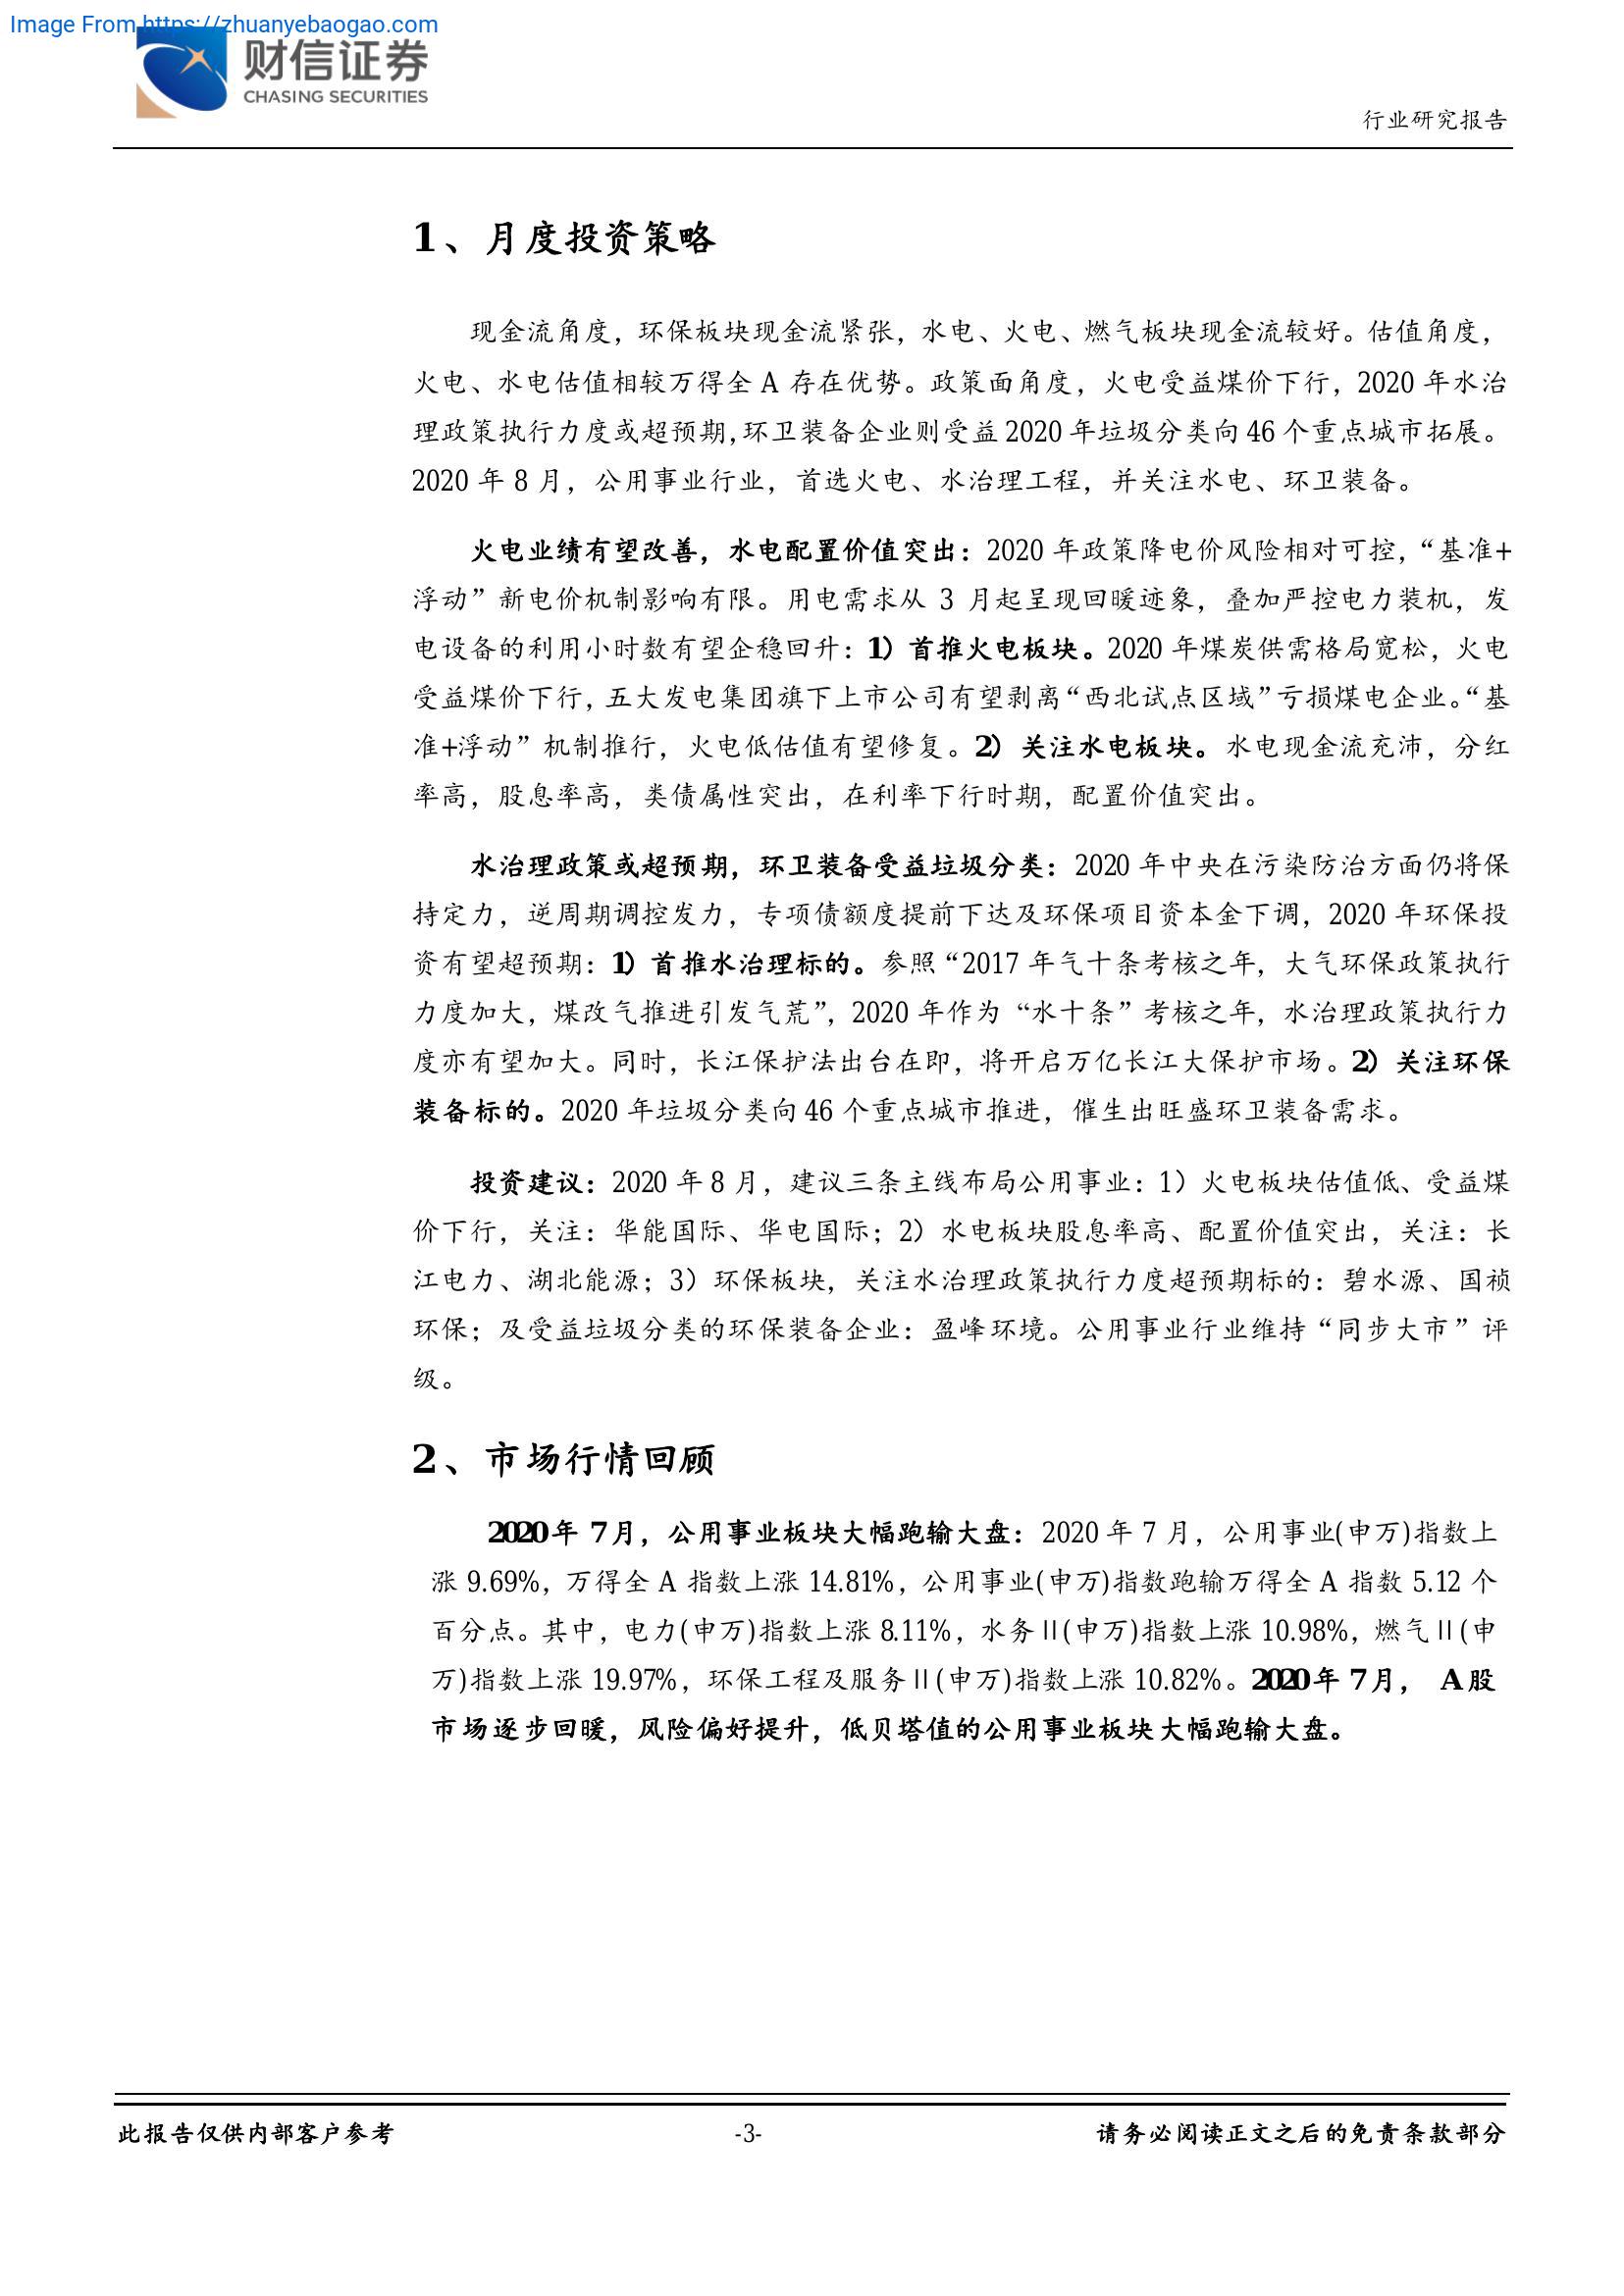 Image From https://zhuanyebaogao.com
财信证券
CHASING SECURITIES
行业研究报告
1、月度投资策略
现金流角度，环保板块现金流紧张，水电、火电、燃气板块现金流较好。估值角度，
火电、水电估值相较万得全 A 存在优势。政策面角度，火电受益煤价下行，2020 年水治
理政策执行力度或超预期,环卫装备企业则受益 2020 年垃圾分类向 46 个重点城市拓展。
2020 年 8 月，公用事业行业，首选火电、水治理工程，并关注水电、环卫装备。
火电业绩有望改善，水电配置价值突出：2020 年政策降电价风险相对可控，“基准+
浮动”新电价机制影响有限。用电需求从 3 月起呈现回暖迹象，叠加严控电力装机，发
电设备的利用小时数有望企稳回升：1）首推火电板块。2020 年煤炭供需格局宽松，火电
受益煤价下行, 五大发电集团旗下上市公司有望剥离“西北试点区域”亏损煤电企业。“基
准+浮动”机制推行，火电低估值有望修复。2）关注水电板块。水电现金流充沛，分红
率高，股息率高，类债属性突出，在利率下行时期，配置价值突出。
水治理政策或超预期，环卫装备受益垃圾分类：2020 年中央在污染防治方面仍将保
持定力，逆周期调控发力，专项债额度提前下达及环保项目资本金下调，2020 年环保投
资有望超预期：1）首推水治理标的。参照“2017 年气十条考核之年，大气环保政策执行
力度加大，煤改气推进引发气荒”，2020 年作为 “水十条”考核之年，水治理政策执行力
度亦有望加大。同时，长江保护法出台在即，将开启万亿长江大保护市场。2）关注环保
装备标的。2020 年垃圾分类向 46 个重点城市推进，催生出旺盛环卫装备需求。
投资建议：2020 年 8 月，建议三条主线布局公用事业：1）火电板块估值低、受益煤
价下行，关注：华能国际、华电国际；2）水电板块股息率高、配置价值突出，关注：长
江电力、湖北能源；3）环保板块，关注水治理政策执行力度超预期标的：碧水源、国祯
环保；及受益垃圾分类的环保装备企业：盈峰环境。公用事业行业维持“同步大市”评
级。
2、市场行情回顾
2020 年 7 月，公用事业板块大幅跑输大盘：2020 年 7 月，公用事业(申万)指数上
涨 9.69%，万得全 A 指数上涨 14.81%，公用事业(申万)指数跑输万得全 A 指数 5.12 个
百分点。其中，电力(申万)指数上涨 8.11%，水务Ⅱ(申万)指数上涨 10.98%，燃气Ⅱ(申
万)指数上涨 19.97%，环保工程及服务Ⅱ(申万)指数上涨 10.82%。2020 年 7 月， A 股
市场逐步回暖，风险偏好提升，低贝塔值的公用事业板块大幅跑输大盘。
此报告仅供内部客户参考
-3-
请务必阅读正文之后的免责条款部分